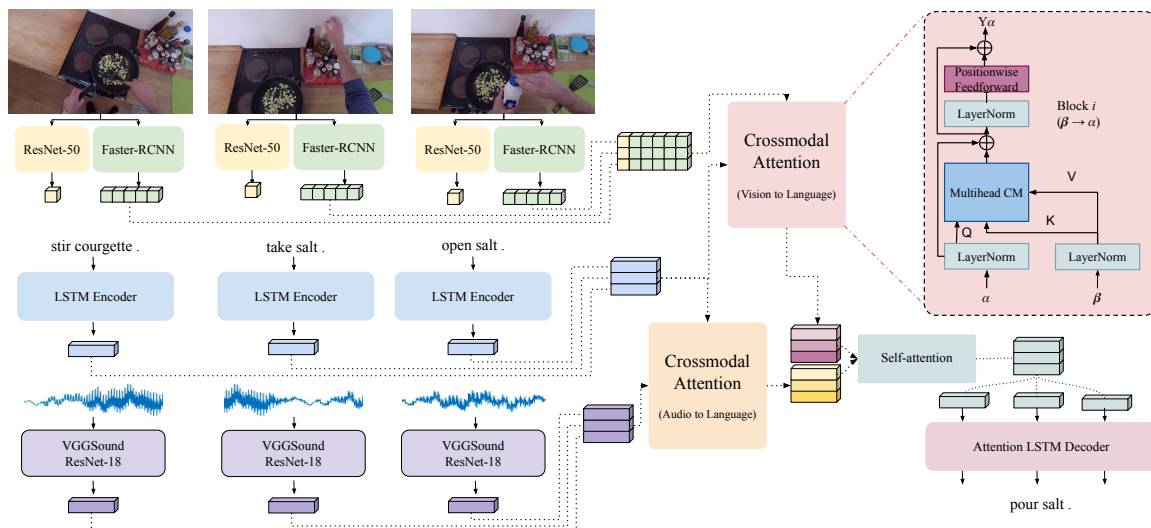 ResNet-50
Faster-RCNN
ResNet-50
Faster-RCNN
ResNet-50
Faster-RCNN
stir courgette .
take salt .
open salt .
LSTM Encoder
LSTM Encoder
LSTM Encoder
VGGSound
ResNet-18
VGGSound
ResNet-18
VGGSound
ResNet-18
Crossmodal
Attention
(Vision to Language)
Crossmodal
Attention
(Audio to Language)
Yα
Positionwise
Feedforward
LayerNorm
Block i
(β → α)
Multihead CM
V
K
Q
LayerNorm
LayerNorm
α
β
Self-attention
Attention LSTM Decoder
pour salt .